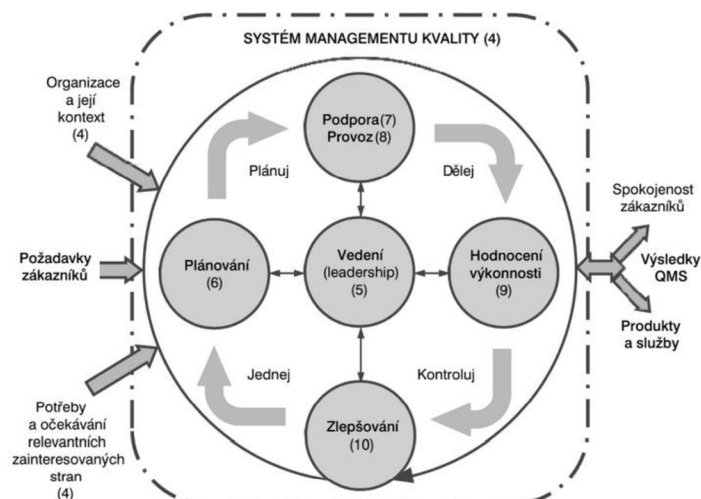 SYSTÉM MANAGEMENTU KVALITY (4)
Organizace
a její
kontext
(4)
Podpora (7)
Provoz (8)
Plánuj
Dělej
Spokojenost
zákazníků
Požadavky
zákazníků
Plánování
(6)
Vedení
(leadership)
(5)
Hodnocení
výkonnosti
(9)
Výsledky
QMS
Produkty
a služby
Jednej
Kontroluj
Potřeby
a očekávání
relevantních
zainteresovaných
stran
(4)
Zlepšování
(10)